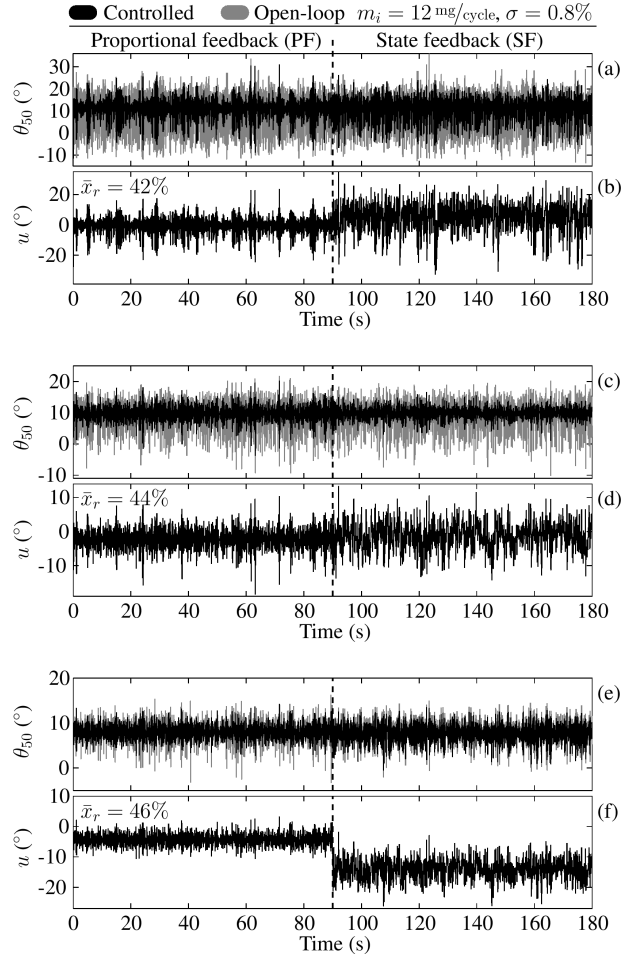 Controlled Open-loop m_i = 12 mg/cycle, σ = 0.8%
Proportional feedback (PF) State feedback (SF)
(a)
30
20
10
0
-10
θ50 (°)
(b)
x̄_r = 42%
20
0
-20
u (°)
0 20 40 60 80 100 120 140 160 180
Time (s)
(c)
20
10
0
-10
θ50 (°)
(d)
x̄_r = 44%
10
0
-10
u (°)
0 20 40 60 80 100 120 140 160 180
Time (s)
(e)
20
10
0
θ50 (°)
(f)
x̄_r = 46%
10
0
-10
-20
u (°)
0 20 40 60 80 100 120 140 160 180
Time (s)